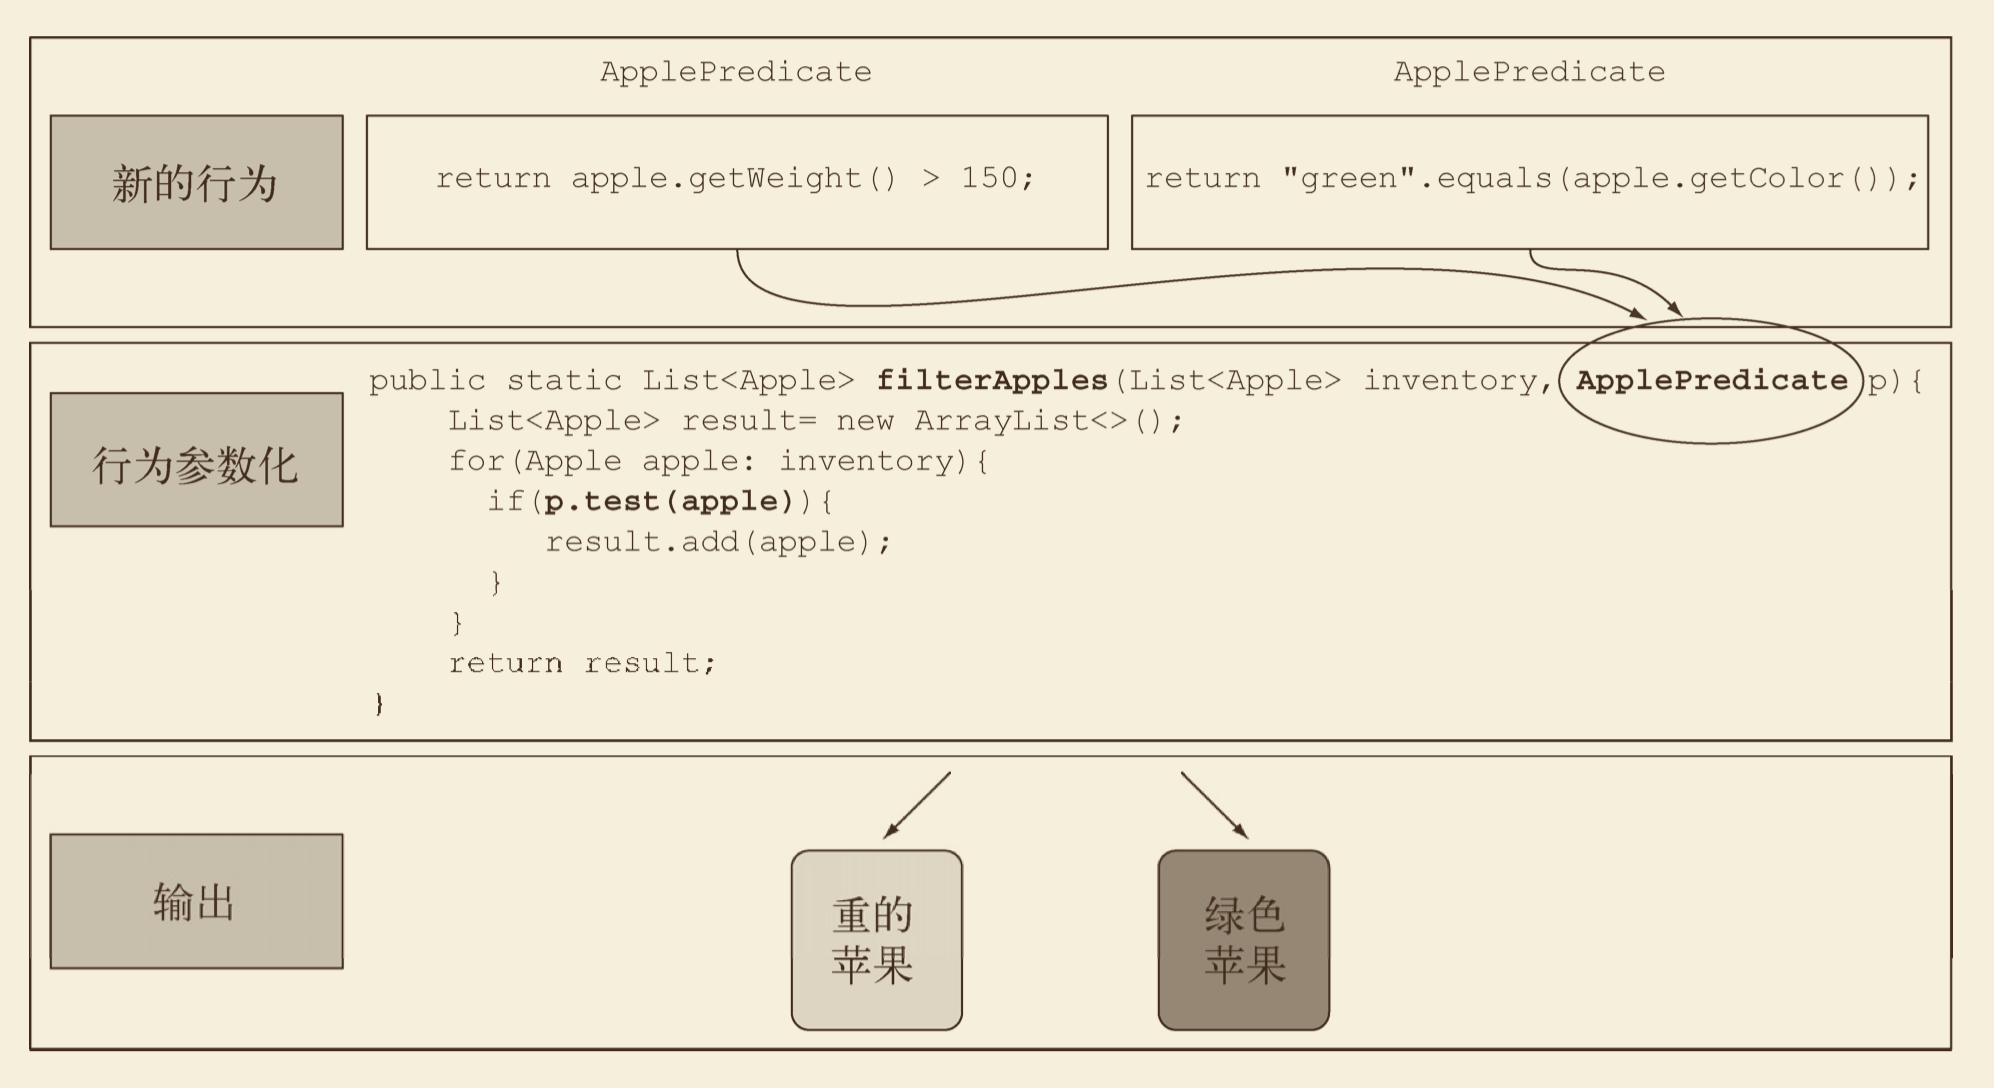 ApplePredicate
ApplePredicate
新的行为
return apple.getWeight() > 150;
return "green".equals(apple.getColor());
行为参数化
public static List<Apple> filterApples(List<Apple> inventory, ApplePredicate p){
List<Apple> result= new ArrayList<>();
for(Apple apple: inventory){
if(p.test(apple)){
result.add(apple);
}
}
return result;
}
输出
重的
苹果
绿色
苹果